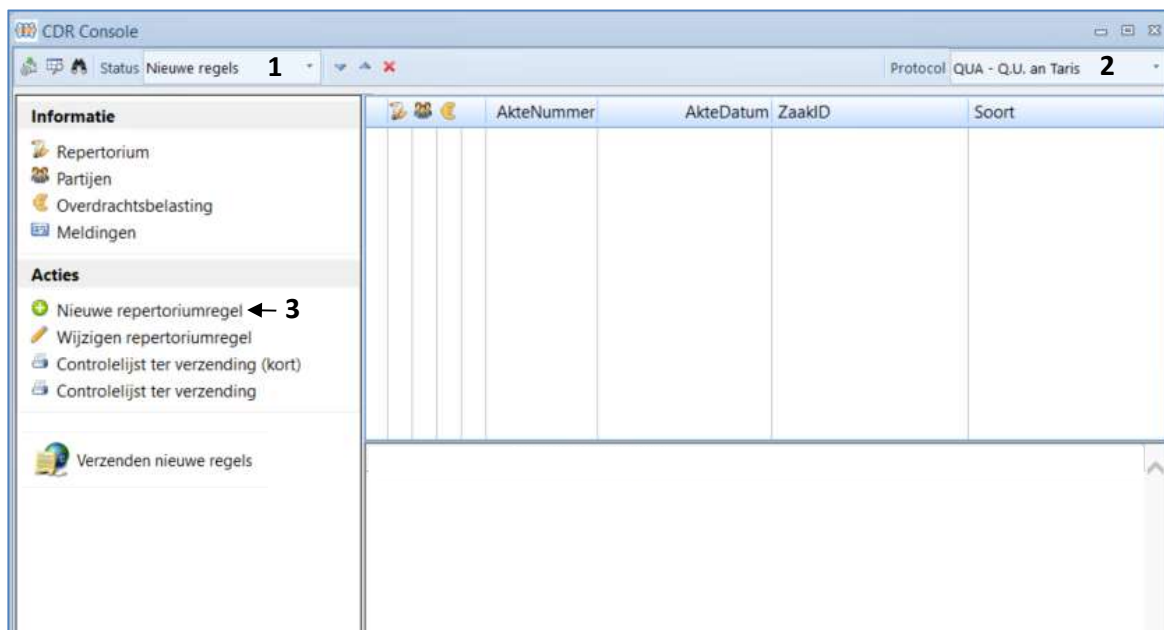 CDR Console
Status Nieuwe regels 1 Protocol QUA - Q.U. an Taris 2
Informatie
Repertorium
Partijen
Overdrachtsbelasting
Meldingen
Acties
Nieuwe repertoriumregel 3
Wijzigen repertoriumregel
Controlelijst ter verzending (kort)
Controlelijst ter verzending
Verzenden nieuwe regels
AkteNummer AkteDatum ZaakID Soort